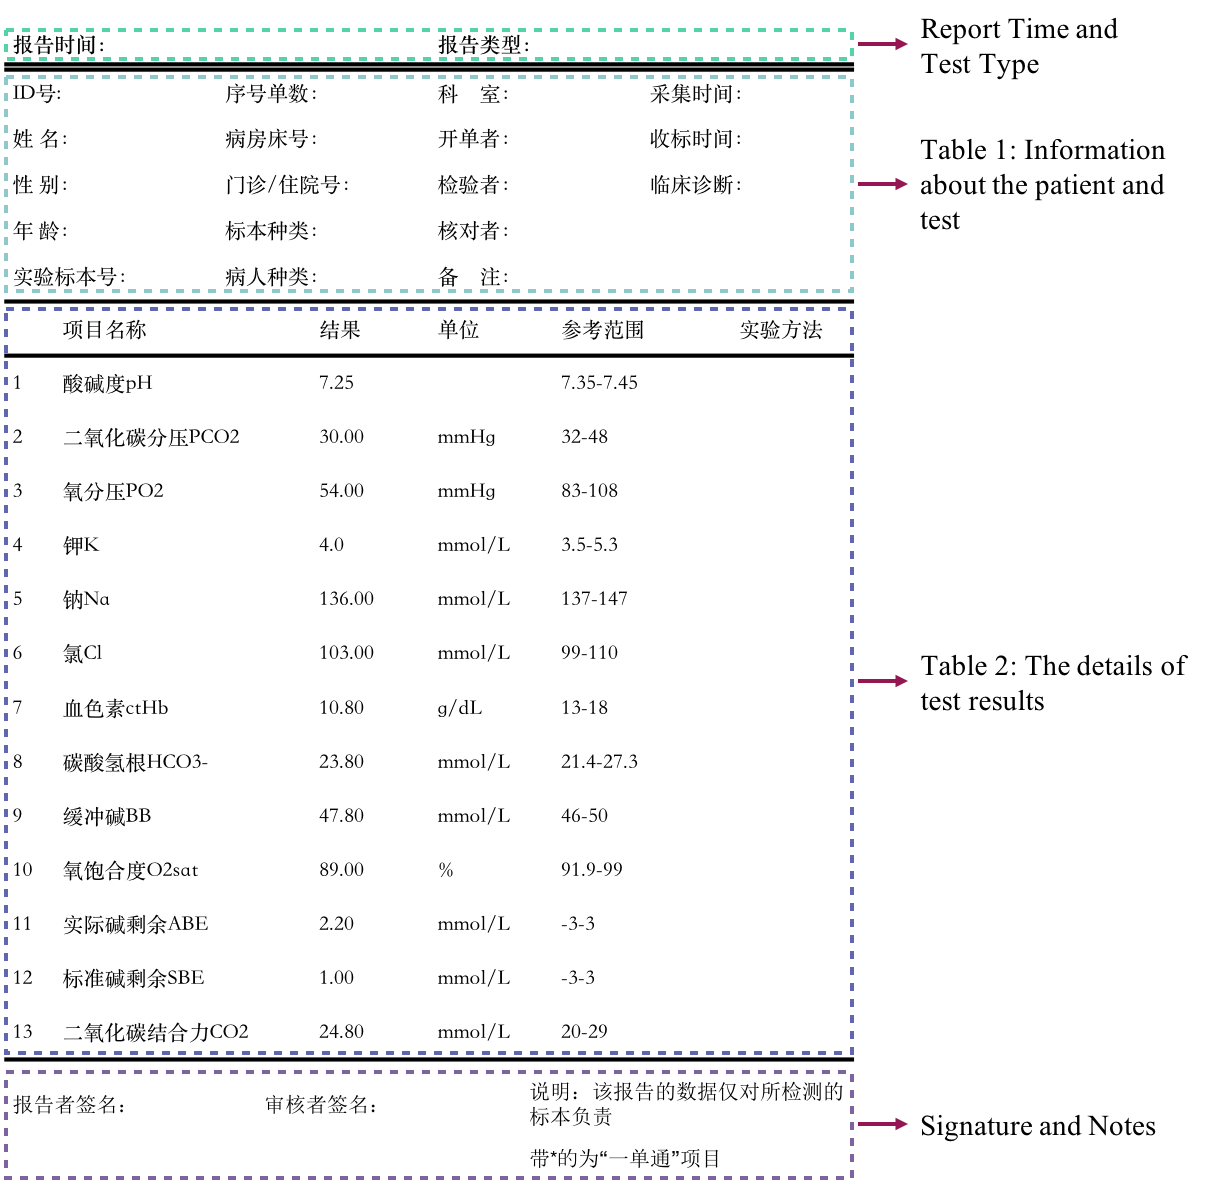 报告时间： 报告类型：
Report Time and
Test Type
ID号： 序号单数： 科 室： 采集时间：
姓 名： 病房床号： 开单者： 收标时间：
性 别： 门诊/住院号： 检验者： 临床诊断：
年 龄： 标本种类： 核对者：
实验标本号： 病人种类： 备 注：
Table 1: Information
about the patient and
test
项目名称 结果 单位 参考范围 实验方法
1 酸碱度pH 7.25 7.35-7.45
2 二氧化碳分压PCO2 30.00 mmHg 32-48
3 氧分压PO2 54.00 mmHg 83-108
4 钾K 4.0 mmol/L 3.5-5.3
5 钠Na 136.00 mmol/L 137-147
6 氯Cl 103.00 mmol/L 99-110
7 血色素ctHb 10.80 g/dL 13-18
8 碳酸氢根HCO3- 23.80 mmol/L 21.4-27.3
9 缓冲碱BB 47.80 mmol/L 46-50
10 氧饱合度O2sat 89.00 % 91.9-99
11 实际碱剩余ABE 2.20 mmol/L -3-3
12 标准碱剩余SBE 1.00 mmol/L -3-3
13 二氧化碳结合力CO2 24.80 mmol/L 20-29
Table 2: The details of
test results
报告者签名： 审核者签名：
说明：该报告的数据仅对所检测的
标本负责
带*的为“一单通”项目
Signature and Notes